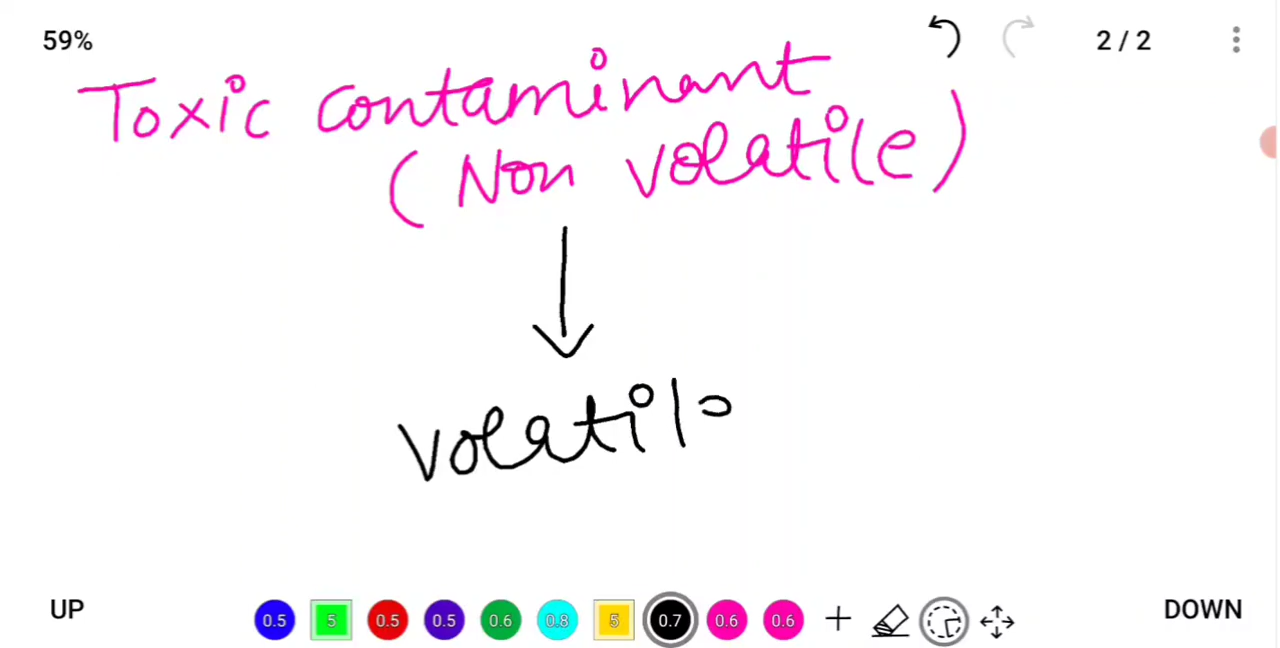 59%
2 / 2
Toxic contaminant
(Non volatile)
volatile
UP
0.5 5 0.5 0.5 0.6 0.8 5 0.7 0.6 0.6
DOWN